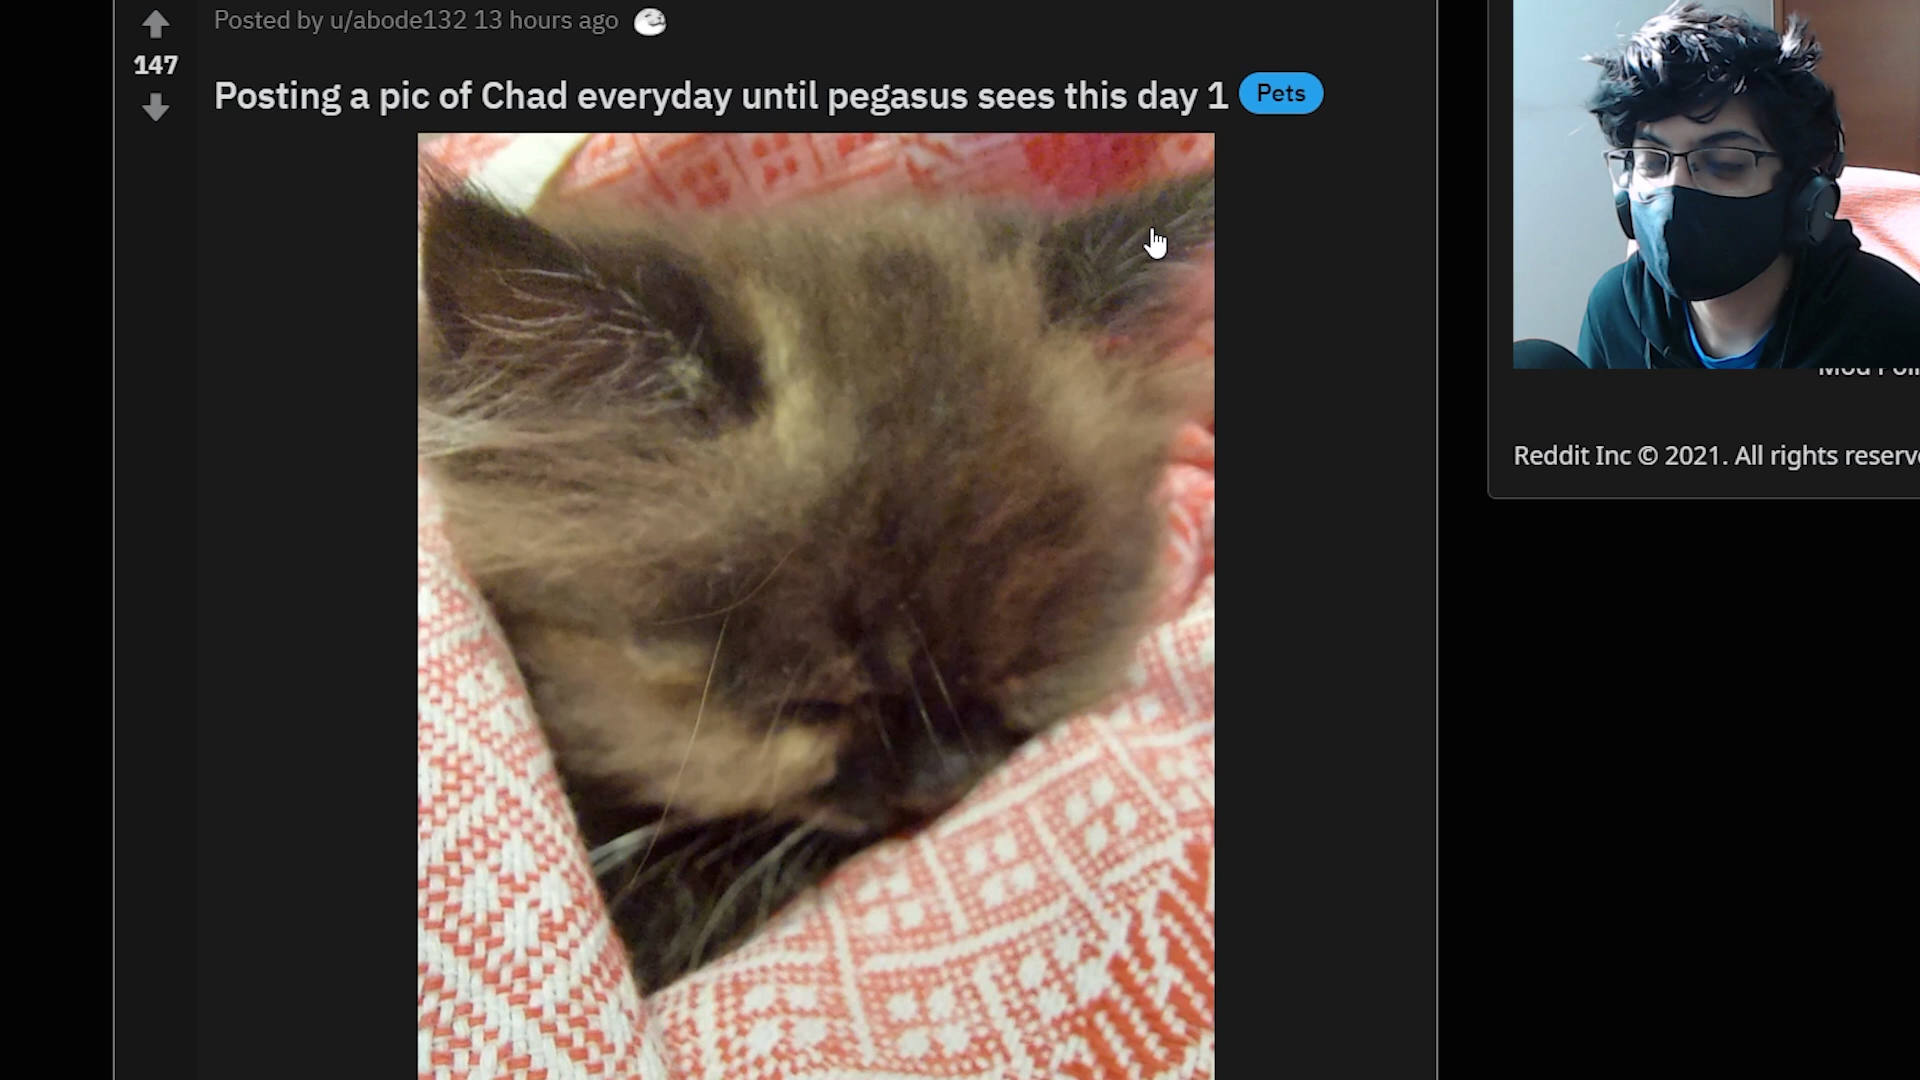 Posted by u/abode132 13 hours ago
147
Posting a pic of Chad everyday until pegasus sees this day 1 Pets
Reddit Inc © 2021. All rights